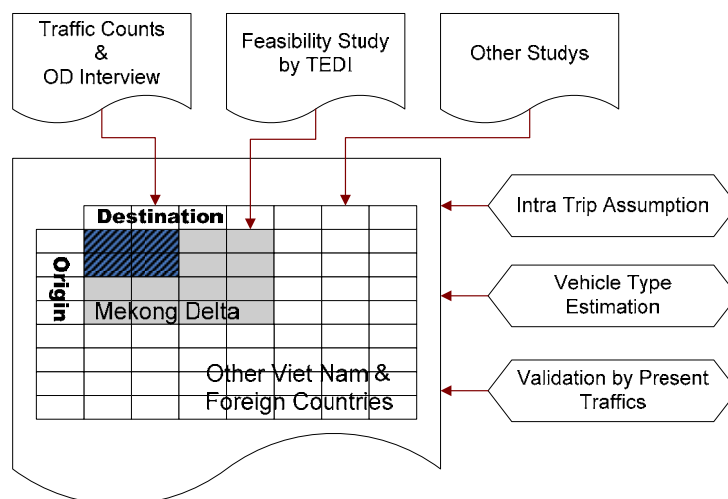 Traffic Counts
&
OD Interview
Feasibility Study
by TEDI
Other Studys
Destination
Origin
Mekong Delta
Other Viet Nam &
Foreign Countries
Intra Trip Assumption
Vehicle Type
Estimation
Validation by Present
Traffics